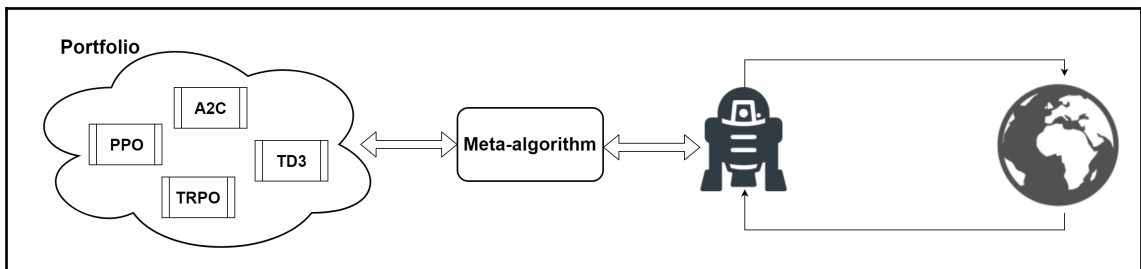 Portfolio
A2C
PPO
TD3
TRPO
Meta-algorithm